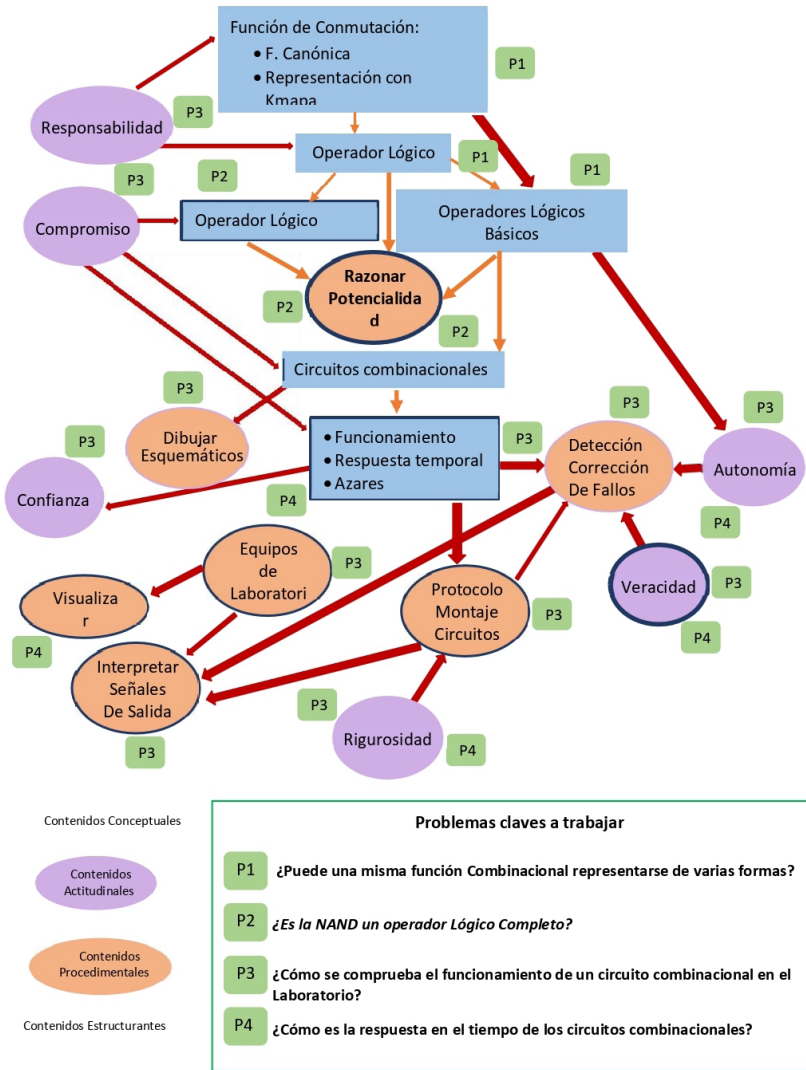 Función de Conmutación:
• F. Canónica
• Representación con
Kmapa
P1
Responsabilidad
P3
Operador Lógico
P1
P1
P3
P2
Compromiso
Operador Lógico
Operadores Lógicos
Básicos
Razonar
Potencialida
d
P2
P2
Circuitos combinacionales
P3
P3
P3
Dibujar
Esquemáticos
P3
• Funcionamiento
• Respuesta temporal
• Azares
P3
Detección
Corrección
De Fallos
Autonomía
Confianza
P4
P4
Equipos
de
Laboratori
P3
Visualiza
r
P4
Protocolo
Montaje
Circuitos
P3
Veracidad
P3
P4
Interpretar
Señales
De Salida
P3
P3
Rigurosidad
P4
Contenidos Conceptuales
Contenidos
Actitudinales
Contenidos
Procedimentales
Contenidos Estructurantes
Problemas claves a trabajar
P1 ¿Puede una misma función Combinacional representarse de varias formas?
P2 ¿Es la NAND un operador Lógico Completo?
P3 ¿Cómo se comprueba el funcionamiento de un circuito combinacional en el
Laboratorio?
P4 ¿Cómo es la respuesta en el tiempo de los circuitos combinacionales?